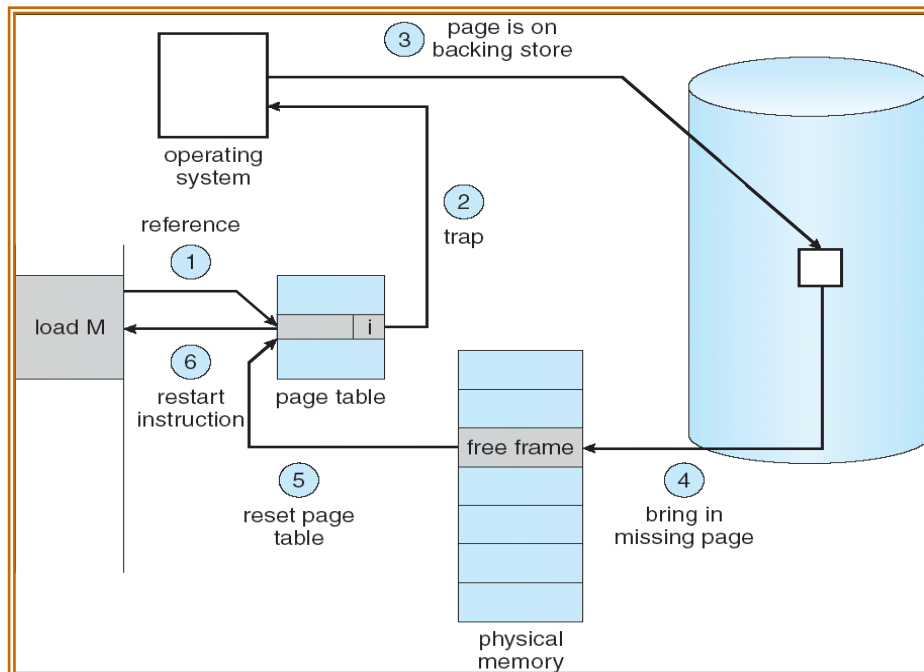 3
page is on
backing store
operating
system
2
trap
reference
1
load M
i
6
restart
instruction
page table
free frame
5
reset page
table
4
bring in
missing page
physical
memory